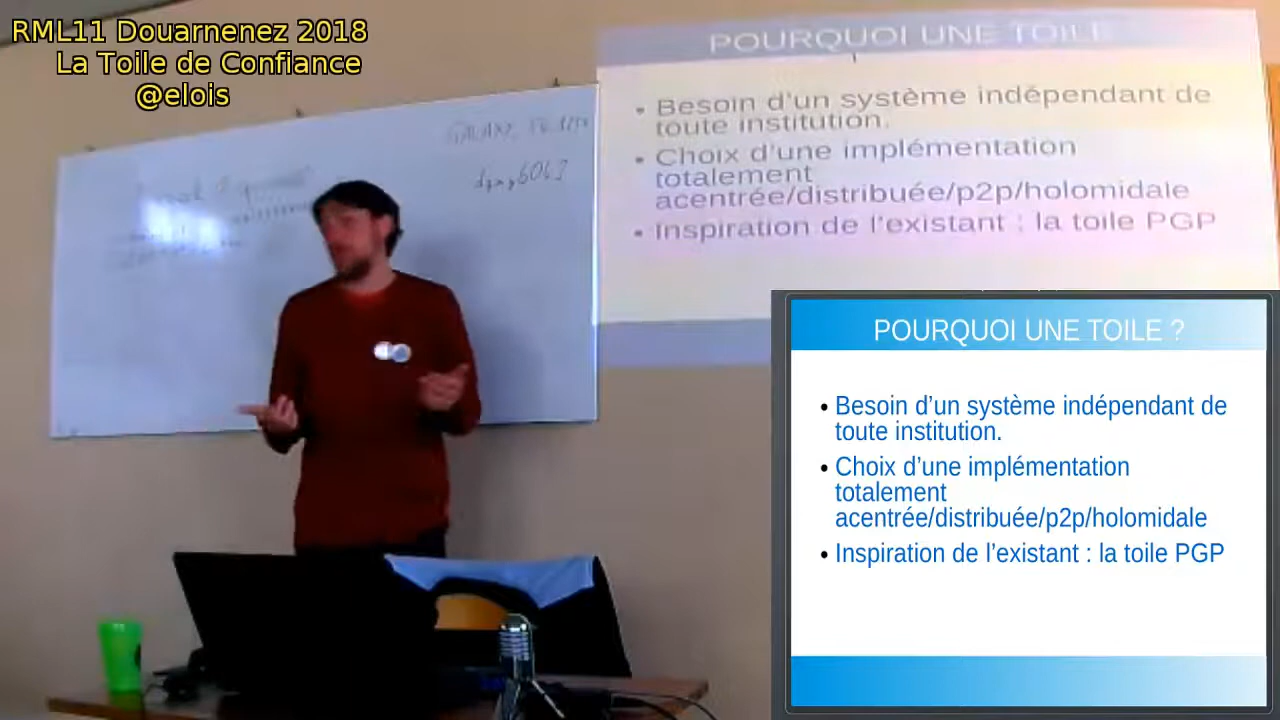 RML11 Douarnenez 2018
La Toile de Confiance
@elois
POURQUOI UNE TOILE
• Besoin d'un système indépendant de
toute institution.
• Choix d'une implémentation
totalement
acentrée/distribuée/p2p/holomidale
• Inspiration de l'existant : la toile PGP
POURQUOI UNE TOILE ?
• Besoin d'un système indépendant de
toute institution.
• Choix d'une implémentation
totalement
acentrée/distribuée/p2p/holomidale
• Inspiration de l'existant : la toile PGP